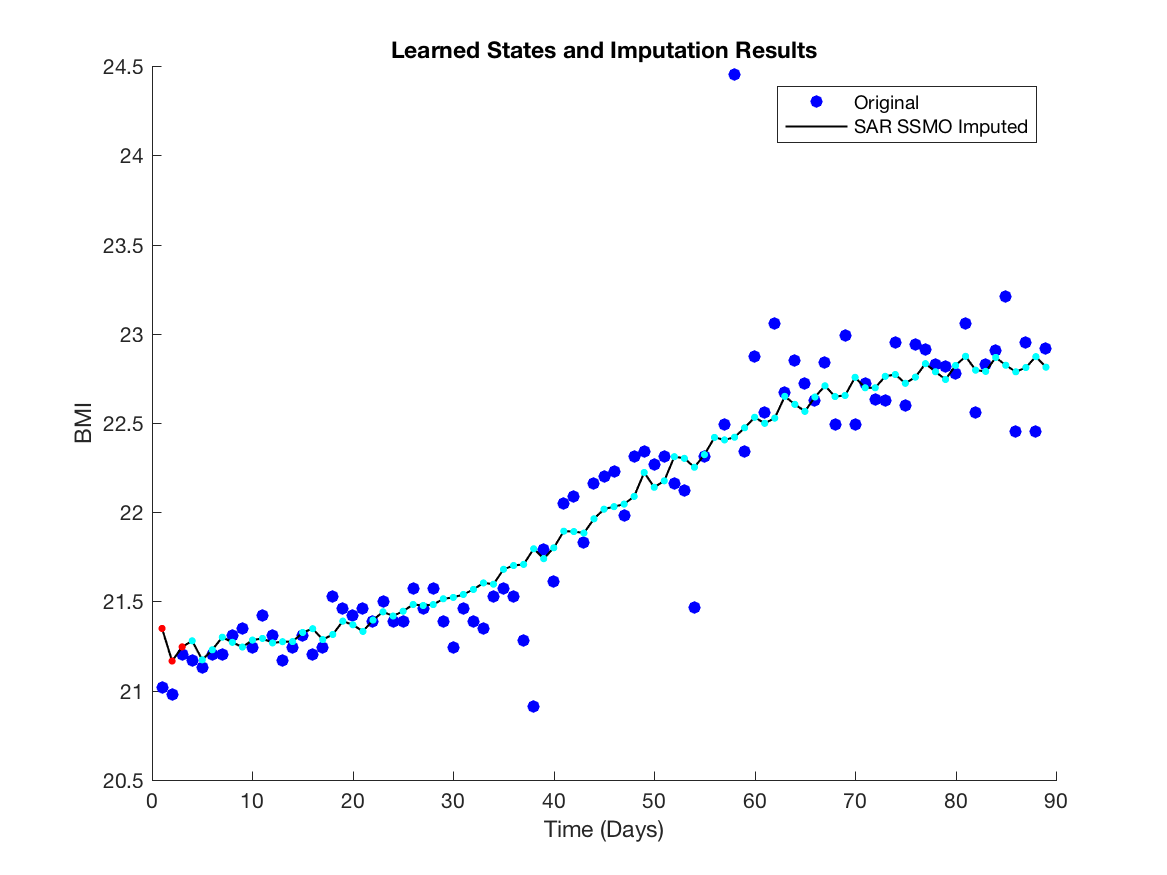 Learned States and Imputation Results
24.5
24
23.5
23
22.5
22
21.5
21
20.5
BMI
Original
SAR SSMO Imputed
0 10 20 30 40 50 60 70 80 90
Time (Days)